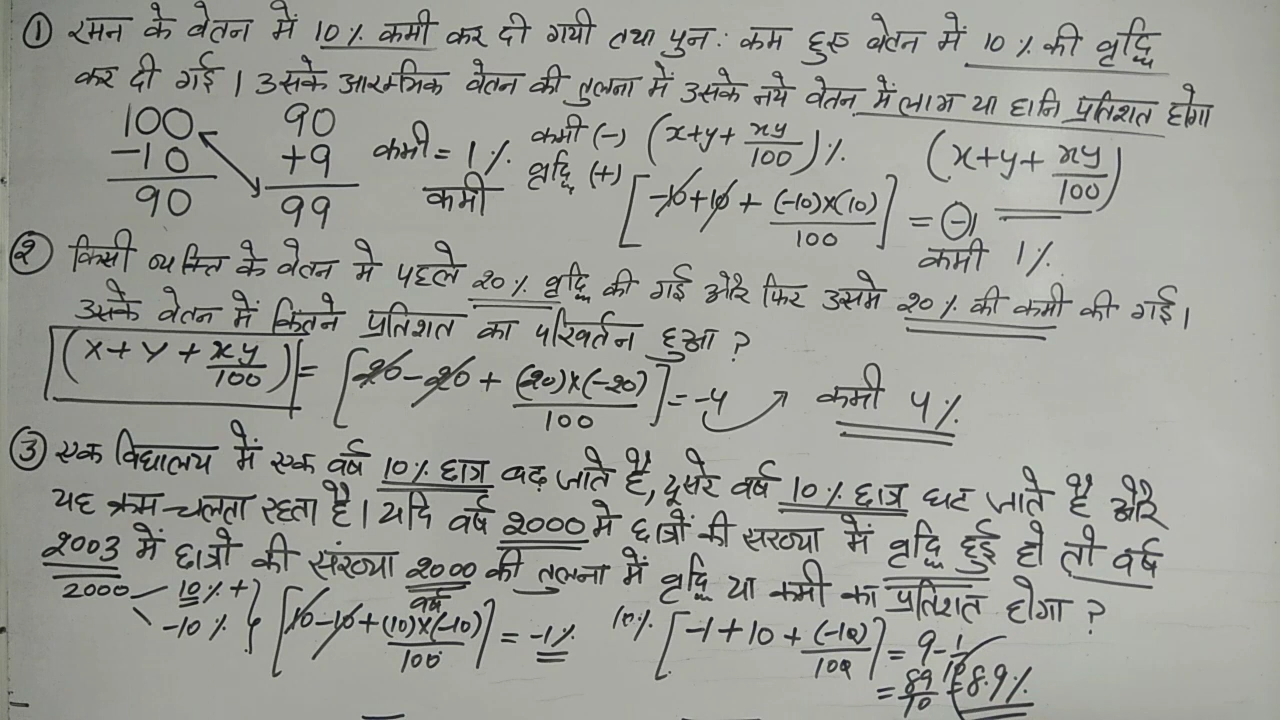 ① रमन के वेतन में 10% कमी कर दी गयी तथा पुनः कम हुए वेतन में 10% की वृद्धि
कर दी गई। उसके आरम्भिक वेतन की तुलना में उसके नये वेतन में लाभ या हानि प्रतिशत होगा
100 90 कमी (-) (x+y+xy/100)% (x+y+xy/100)
-10 +9 कमी = 1% वृद्धि (+)
90 99 कमी [-10+10+(-10)×(10)/100] = (-)1
कमी 1%
② किसी व्यक्ति के वेतन मे पहले 20% वृद्धि की गई और फिर उसमे 20% की कमी की गई।
उसके वेतन में कितने प्रतिशत का परिवर्तन हुआ?
(x+y+xy/100) = [20-20+(20)×(-20)/100] = -4 → कमी 4%
③ एक विद्यालय में एक वर्ष 10% छात्र बढ़ जाते है, दूसरे वर्ष 10% छात्र घट जाते है और
यह क्रम चलता रहता है। यदि वर्ष 2000 मे छात्रों की संख्या में वृद्धि हुई हो तो वर्ष
2003 में छात्रो की संख्या 2000 की तुलना में वृद्धि या कमी का प्रतिशत होगा?
वर्ष
2000 10% +
-10% [10-10+(10)×(-10)/100] = -1% 10% [-1+10+(-10)/100] = 9-1/10
= 89/10 = 8.9%